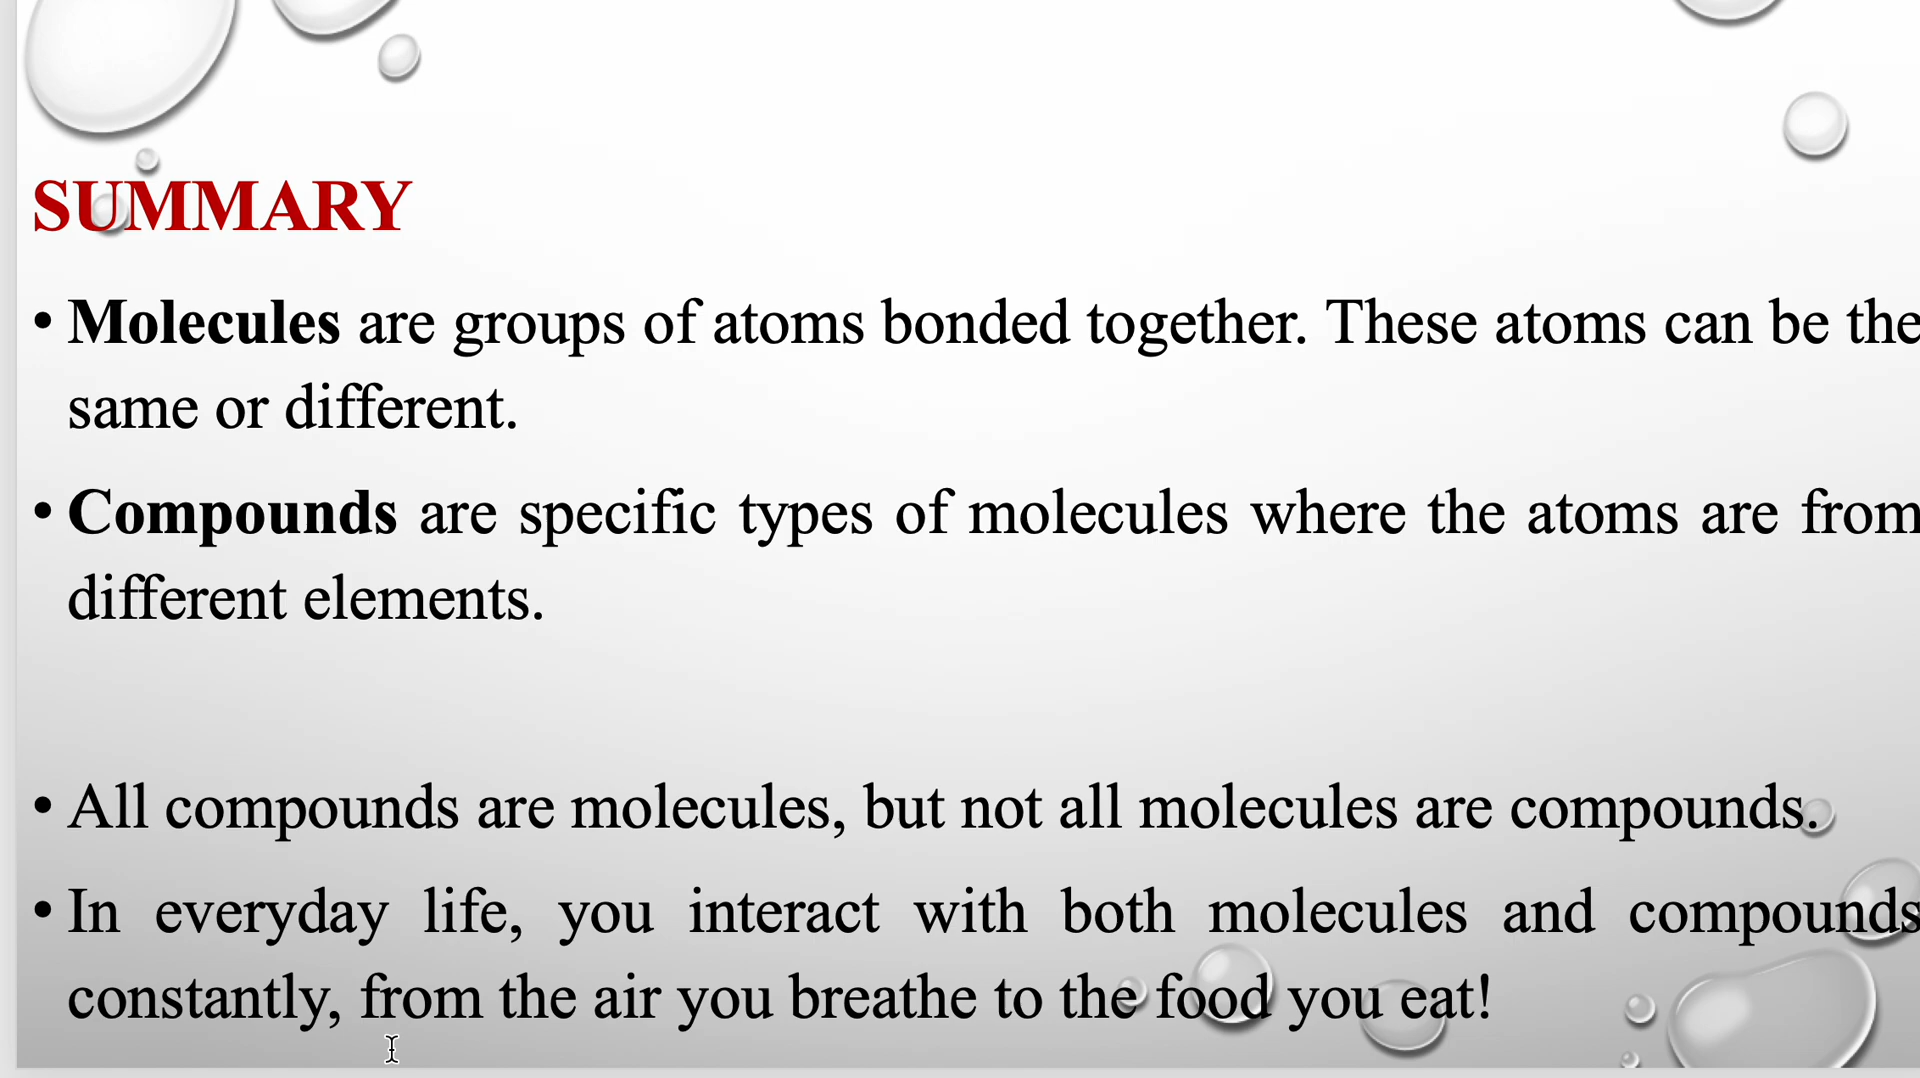 SUMMARY
• Molecules are groups of atoms bonded together. These atoms can be the
same or different.
• Compounds are specific types of molecules where the atoms are from
different elements.
• All compounds are molecules, but not all molecules are compounds.
• In everyday life, you interact with both molecules and compounds
constantly, from the air you breathe to the food you eat!